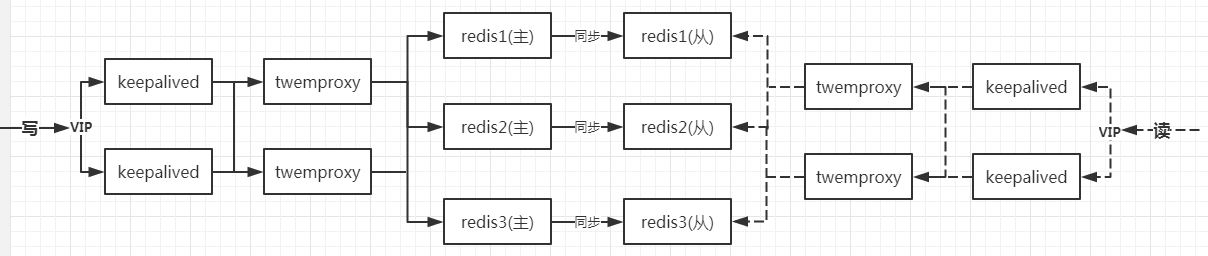 写
VIP
keepalived
keepalived
twemproxy
twemproxy
redis1(主)
同步
redis1(从)
redis2(主)
同步
redis2(从)
redis3(主)
同步
redis3(从)
twemproxy
twemproxy
keepalived
keepalived
VIP
读